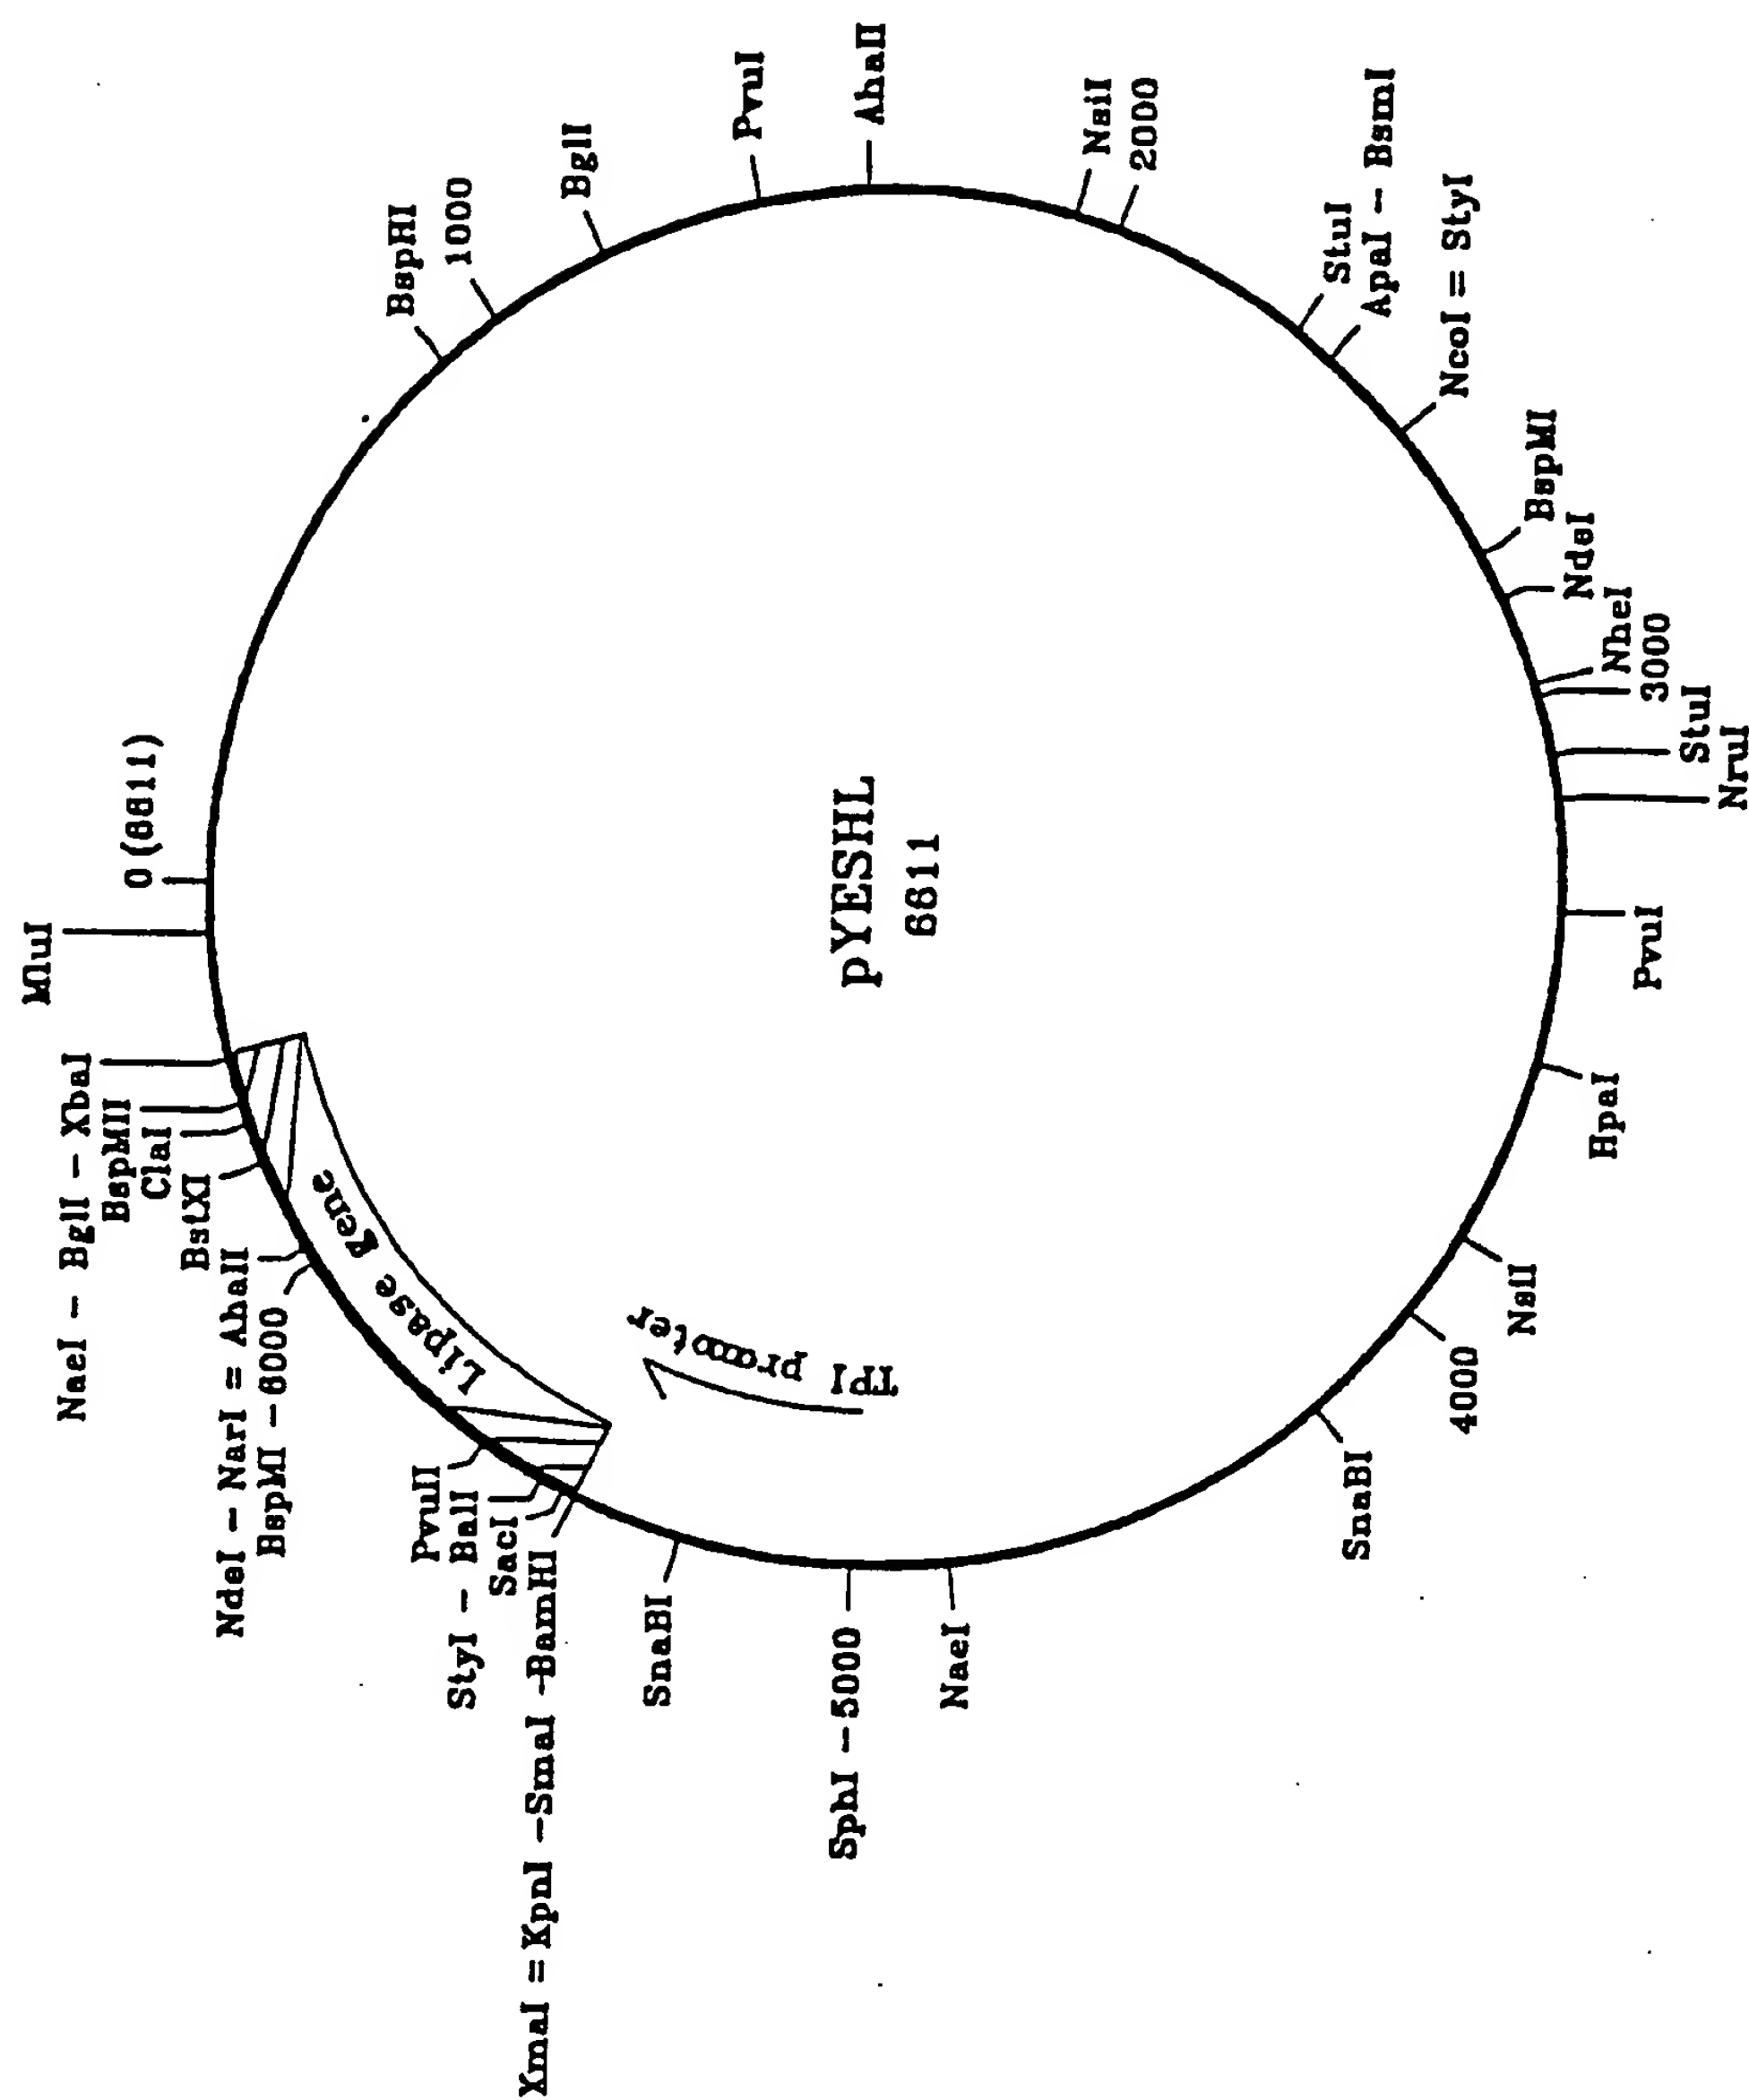 0 (6811)
BspHI
1000
BglI
PvuI
AhaII
NsiI
2000
StuI
ApaI - BsmI
NcoI = StyI
BspMI
NdeI
NheI
3000
StuI
NruI
PvuI
HpaI
NsiI
4000
SnaBI
NaeI
SphI - 5000
SnaBI
XmaI = KpnI - SmaI - BamHI
SacI
StyI - BalI
PvuII
BspMI - 6000
NdeI - NarI = AhaII
BstXI
ClaI
BspMII
NaeI - BglI - XbaI
MluI
Lipase gene
TPI promoter
pYESHL
6811